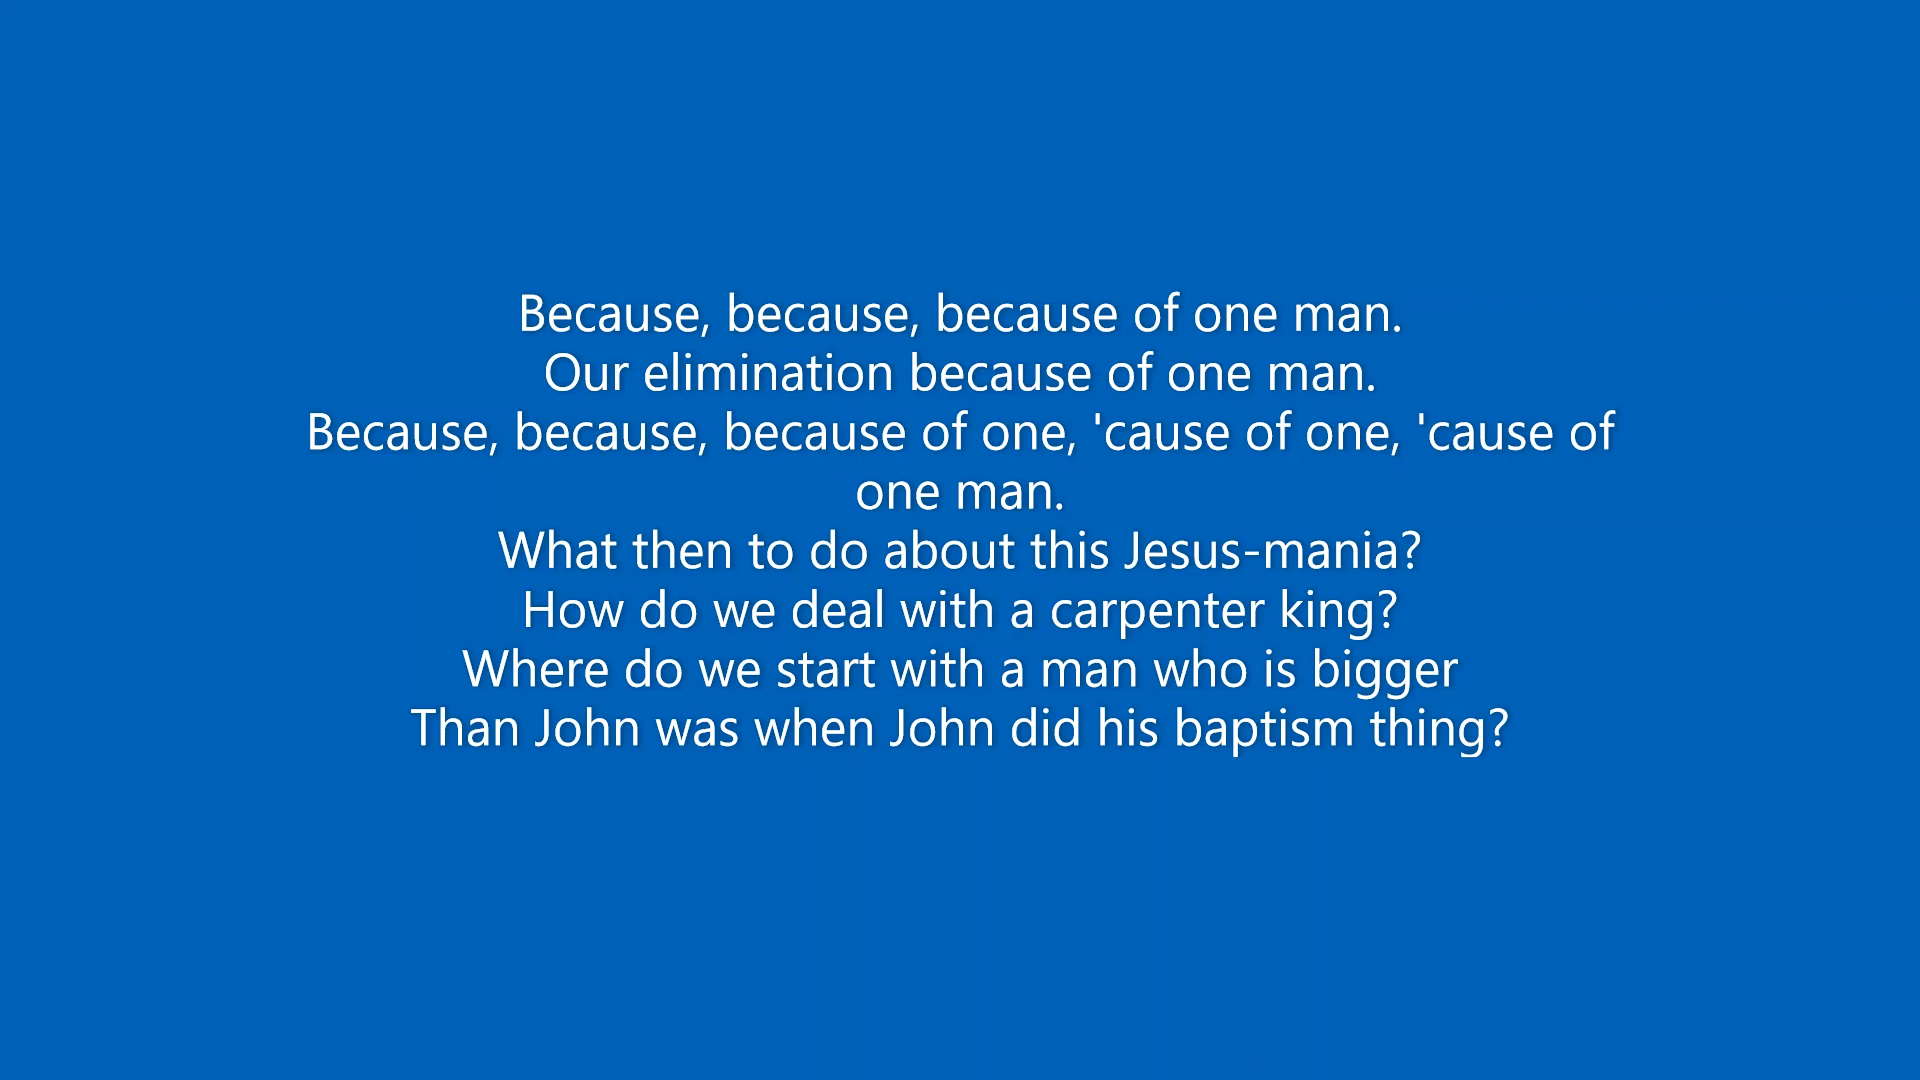 Because, because, because of one man.
Our elimination because of one man.
Because, because, because of one, 'cause of one, 'cause of
one man.
What then to do about this Jesus-mania?
How do we deal with a carpenter king?
Where do we start with a man who is bigger
Than John was when John did his baptism thing?